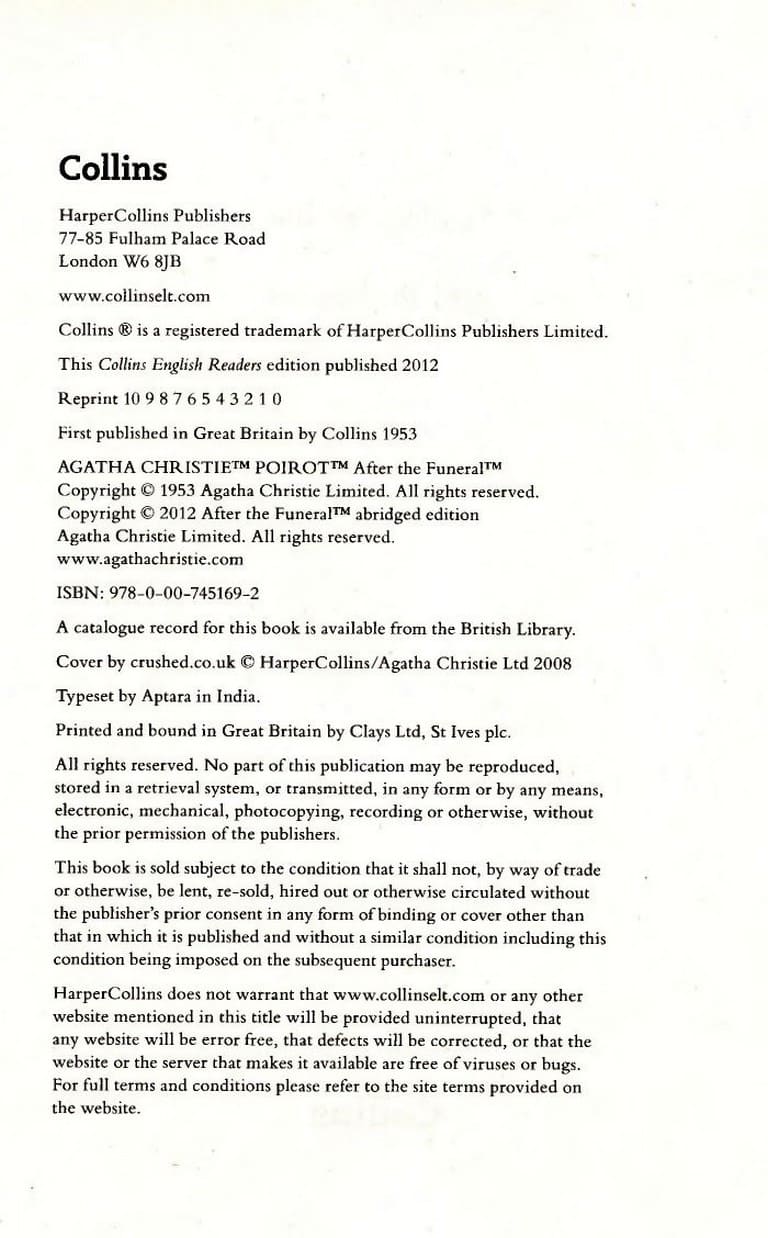 Collins
HarperCollins Publishers
77-85 Fulham Palace Road
London W6 8JB
www.collinselt.com
Collins ® is a registered trademark of HarperCollins Publishers Limited.
This Collins English Readers edition published 2012
Reprint 10 9 8 7 6 5 4 3 2 1 0
First published in Great Britain by Collins 1953
AGATHA CHRISTIE™ POIROT™ After the Funeral™
Copyright © 1953 Agatha Christie Limited. All rights reserved.
Copyright © 2012 After the Funeral™ abridged edition
Agatha Christie Limited. All rights reserved.
www.agathachristie.com
ISBN: 978-0-00-745169-2
A catalogue record for this book is available from the British Library.
Cover by crushed.co.uk © HarperCollins/Agatha Christie Ltd 2008
Typeset by Aptara in India.
Printed and bound in Great Britain by Clays Ltd, St Ives plc.
All rights reserved. No part of this publication may be reproduced,
stored in a retrieval system, or transmitted, in any form or by any means,
electronic, mechanical, photocopying, recording or otherwise, without
the prior permission of the publishers.
This book is sold subject to the condition that it shall not, by way of trade
or otherwise, be lent, re-sold, hired out or otherwise circulated without
the publisher's prior consent in any form of binding or cover other than
that in which it is published and without a similar condition including this
condition being imposed on the subsequent purchaser.
HarperCollins does not warrant that www.collinselt.com or any other
website mentioned in this title will be provided uninterrupted, that
any website will be error free, that defects will be corrected, or that the
website or the server that makes it available are free of viruses or bugs.
For full terms and conditions please refer to the site terms provided on
the website.